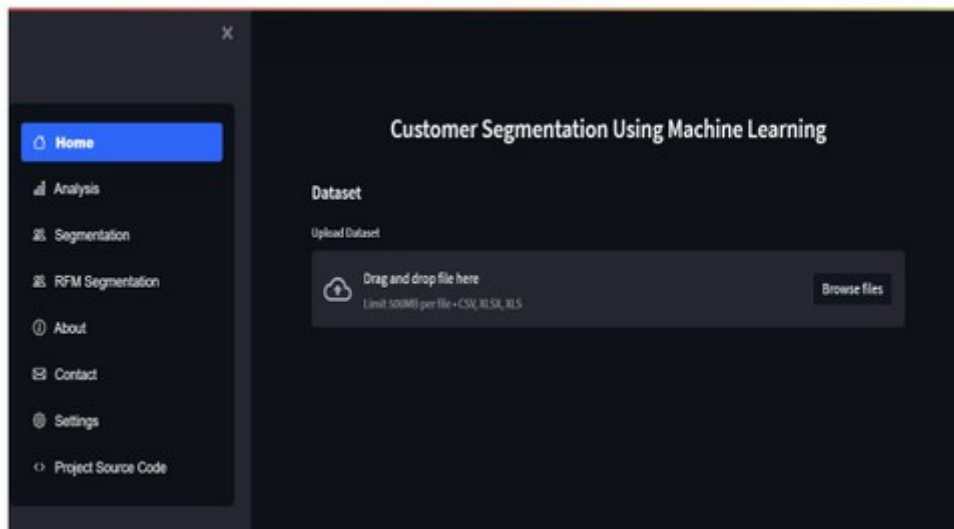 X
Home
Analysis
Segmentation
RFM Segmentation
About
Contact
Settings
Project Source Code
Customer Segmentation Using Machine Learning
Dataset
Upload Dataset
Drag and drop file here
Limit 500MB per file • CSV, XLSX, XLS
Browse files